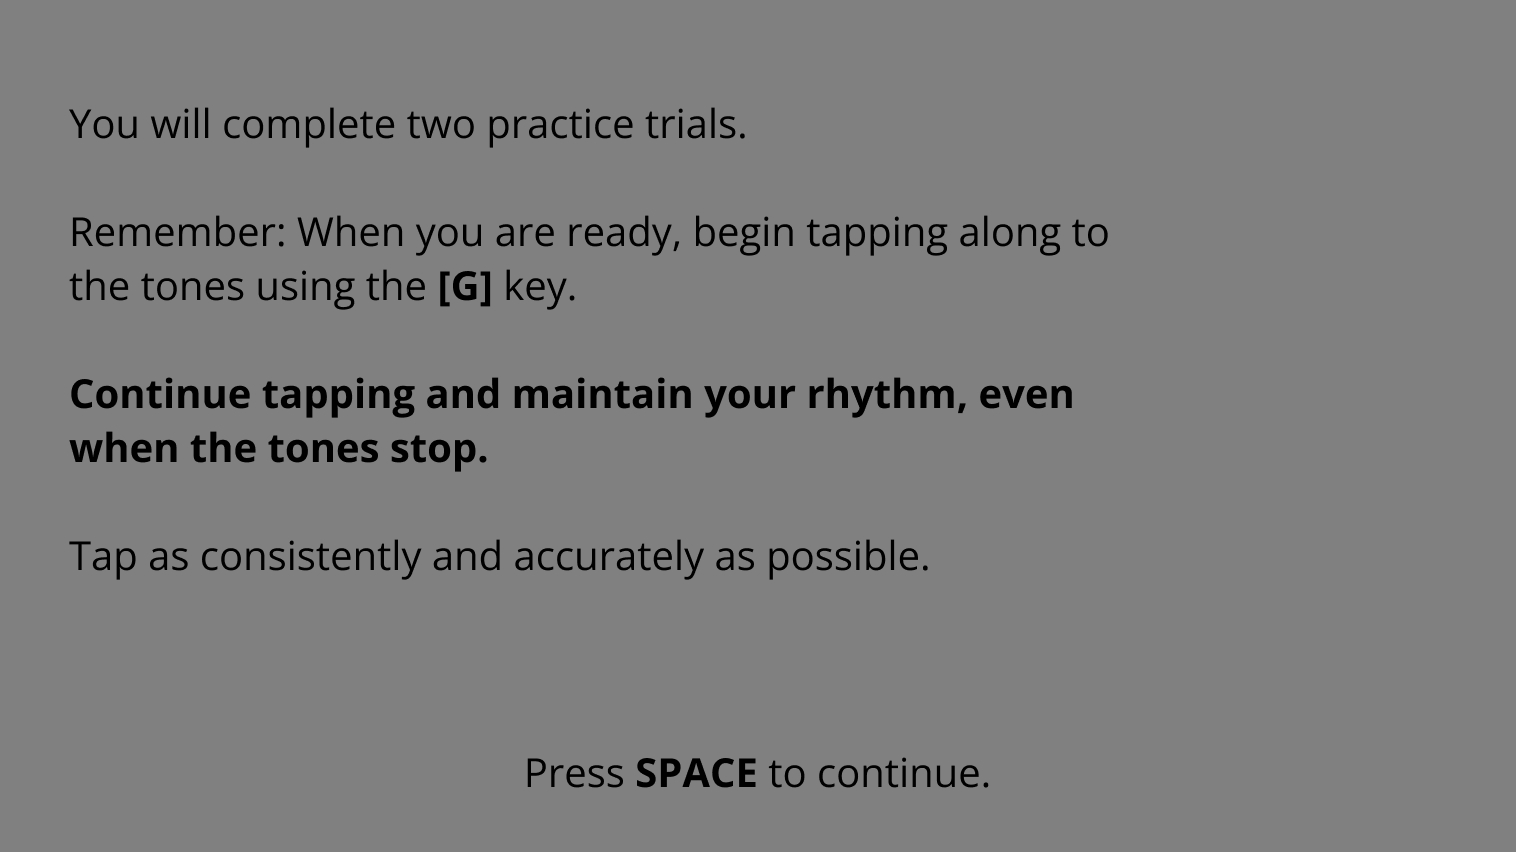 You will complete two practice trials.
Remember: When you are ready, begin tapping along to
the tones using the [G] key.
Continue tapping and maintain your rhythm, even
when the tones stop.
Tap as consistently and accurately as possible.
Press SPACE to continue.